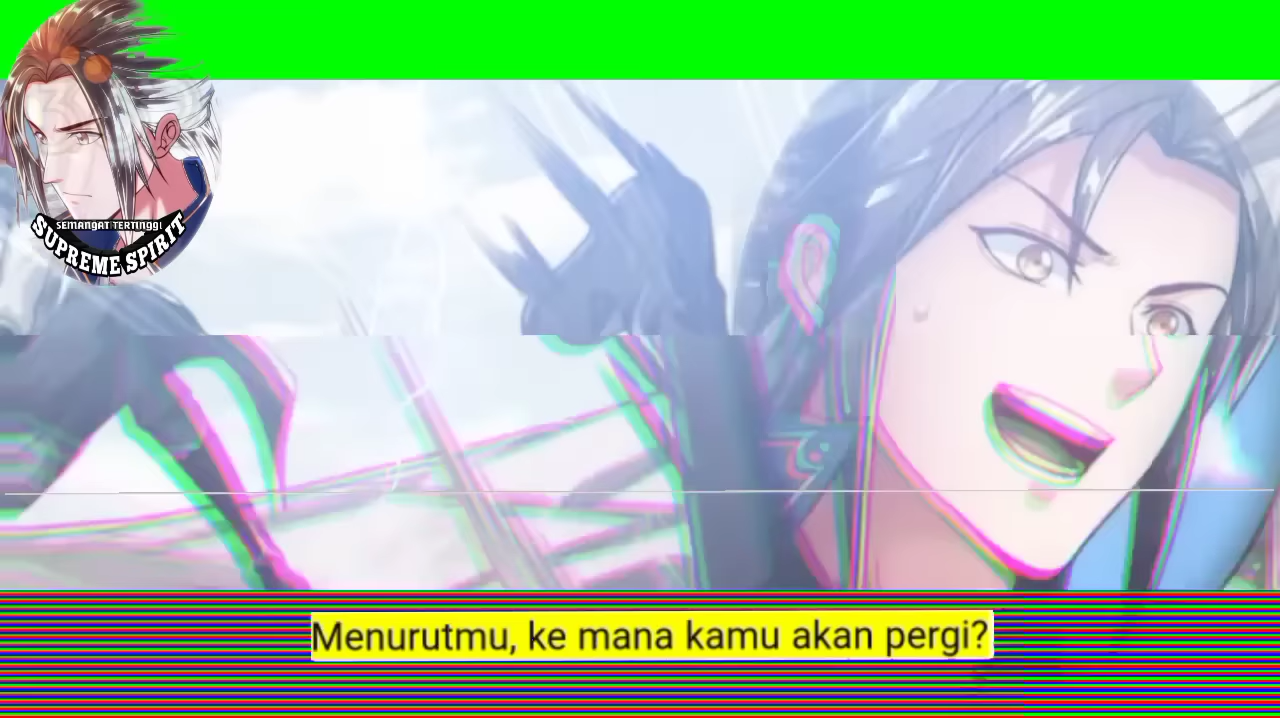 SEMANGAT TERTINGGI
SUPREME SPIRIT
Menurutmu, ke mana kamu akan pergi?